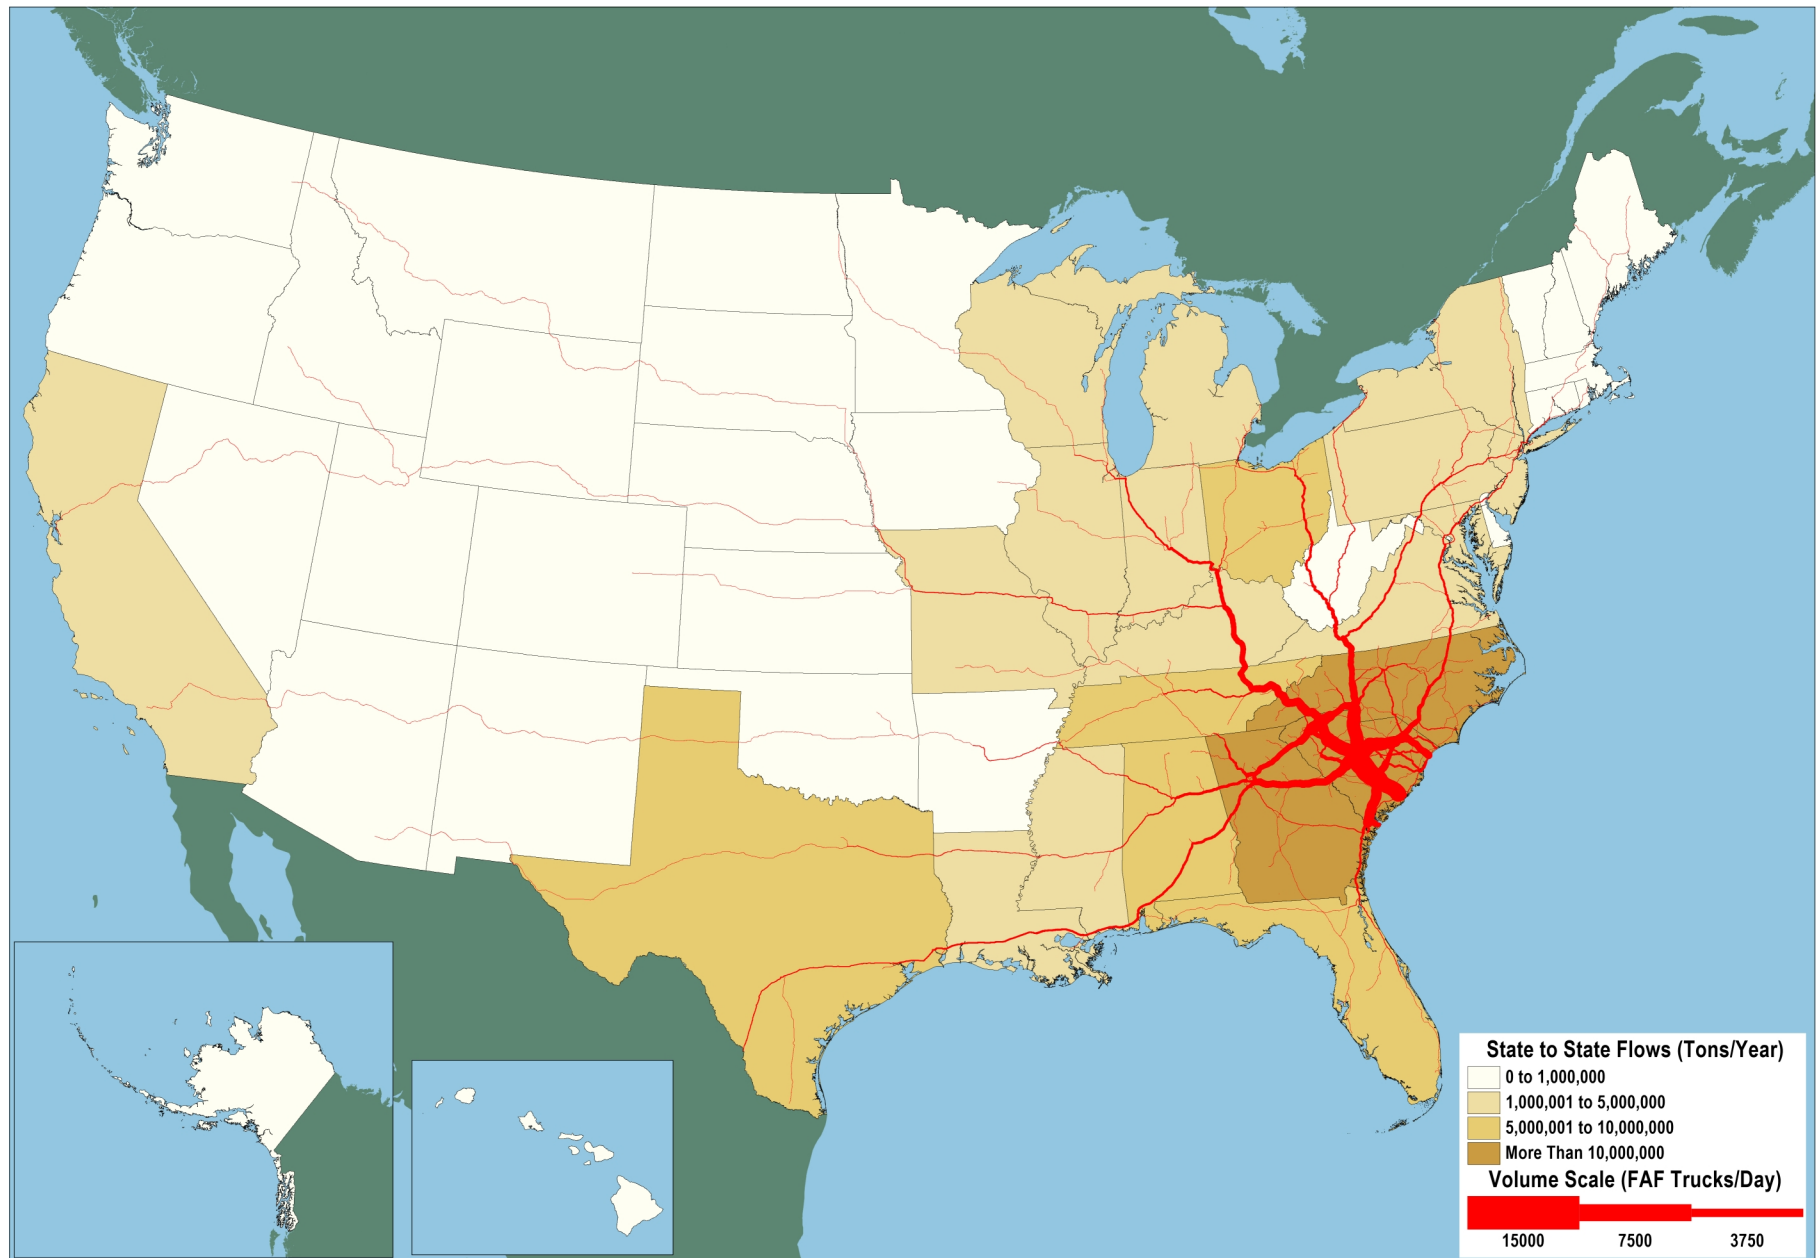 State to State Flows (Tons/Year)
0 to 1,000,000
1,000,001 to 5,000,000
5,000,001 to 10,000,000
More Than 10,000,000
Volume Scale (FAF Trucks/Day)
15000 7500 3750